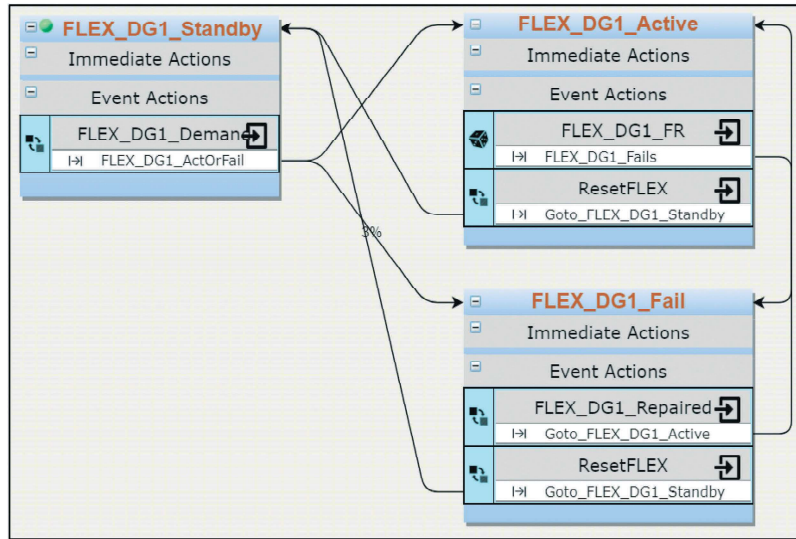 FLEX_DG1_Standby
Immediate Actions
Event Actions
FLEX_DG1_Demand
FLEX_DG1_ActOrFail
FLEX_DG1_Active
Immediate Actions
Event Actions
FLEX_DG1_FR
FLEX_DG1_Fails
ResetFLEX
Goto_FLEX_DG1_Standby
3%
FLEX_DG1_Fail
Immediate Actions
Event Actions
FLEX_DG1_Repaired
Goto_FLEX_DG1_Active
ResetFLEX
Goto_FLEX_DG1_Standby